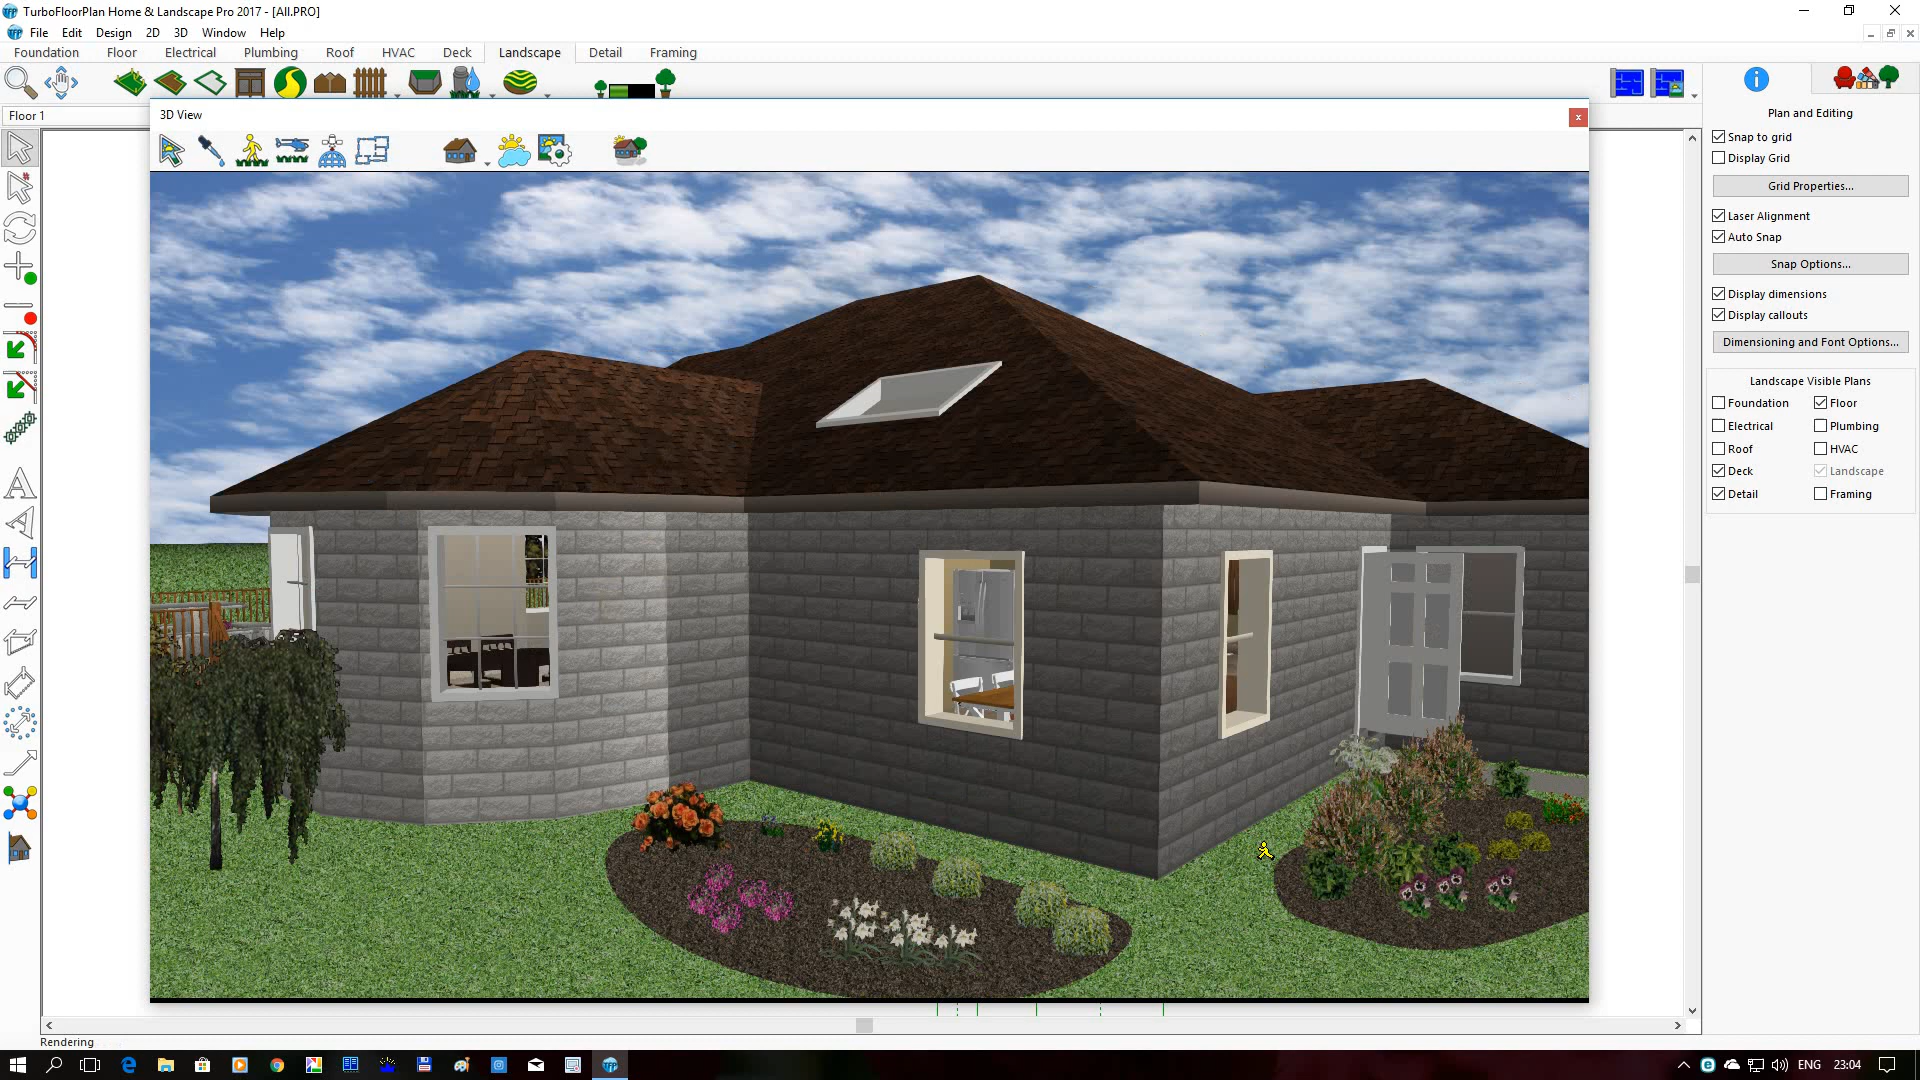 TurboFloorPlan Home & Landscape Pro 2017 - [All.PRO]
File Edit Design 2D 3D Window Help
Foundation Floor Electrical Plumbing Roof HVAC Deck Landscape Detail Framing
Floor 1
3D View
Plan and Editing
Snap to grid
Display Grid
Grid Properties...
Laser Alignment
Auto Snap
Snap Options...
Display dimensions
Display callouts
Dimensioning and Font Options...
Landscape Visible Plans
Foundation Floor
Electrical Plumbing
Roof HVAC
Deck Landscape
Detail Framing
Rendering
ENG 23:04